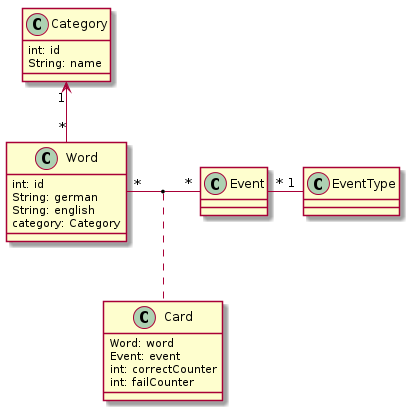 C Category
int: id
String: name
1
*
C Word
int: id
String: german
String: english
category: Category
* *
C Event
* 1
C EventType
C Card
Word: word
Event: event
int: correctCounter
int: failCounter